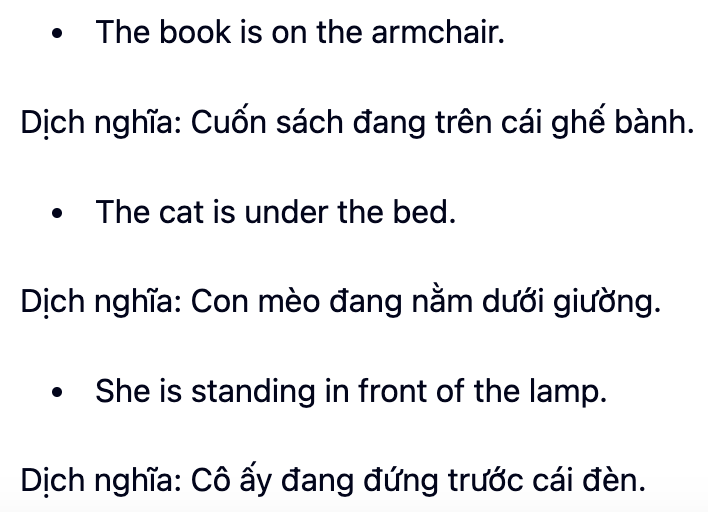 • The book is on the armchair.
Dịch nghĩa: Cuốn sách đang trên cái ghế bành.
• The cat is under the bed.
Dịch nghĩa: Con mèo đang nằm dưới giường.
• She is standing in front of the lamp.
Dịch nghĩa: Cô ấy đang đứng trước cái đèn.